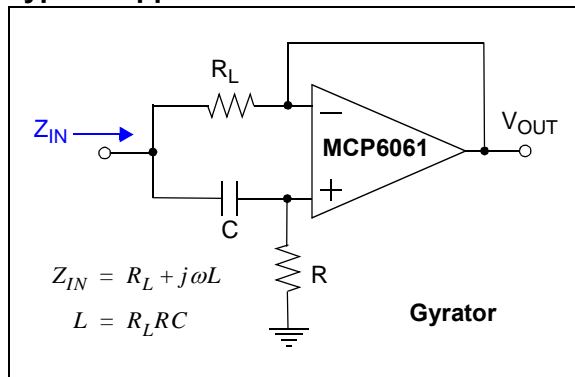 R_L
Z_IN
−
MCP6061
V_OUT
+
C
R
Z_IN = R_L + jωL
L = R_L RC
Gyrator